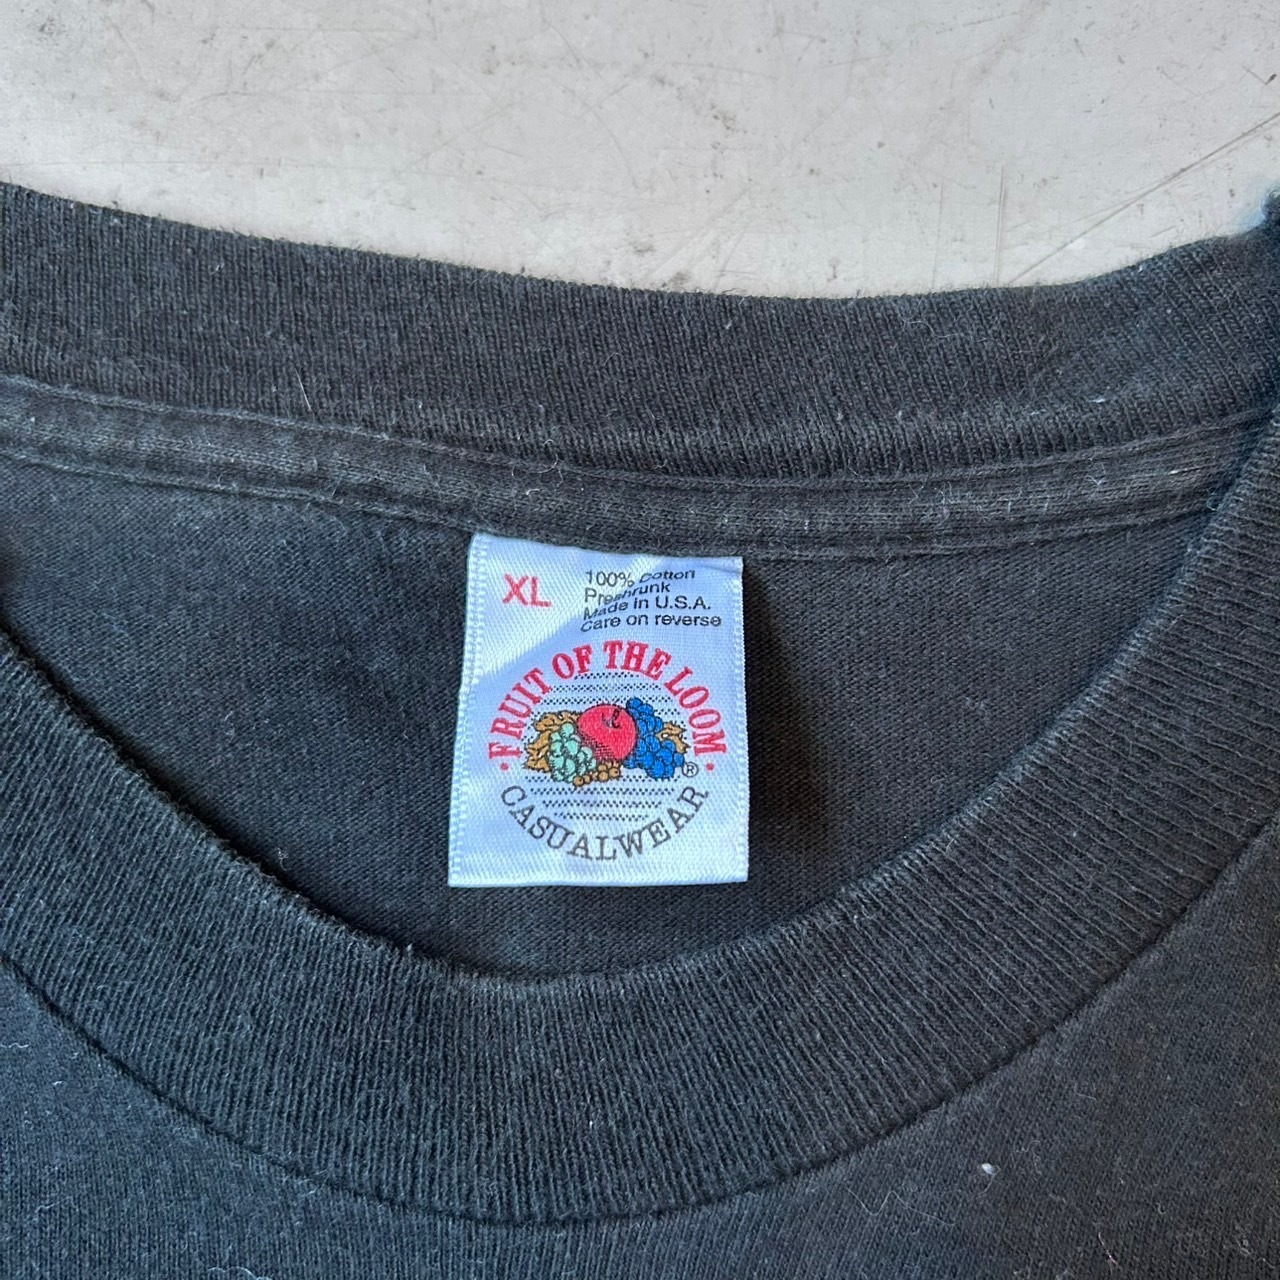 XL
100% Cotton
Preshrunk
Made in U.S.A.
Care on reverse
• FRUIT OF THE LOOM •
®
CASUALWEAR